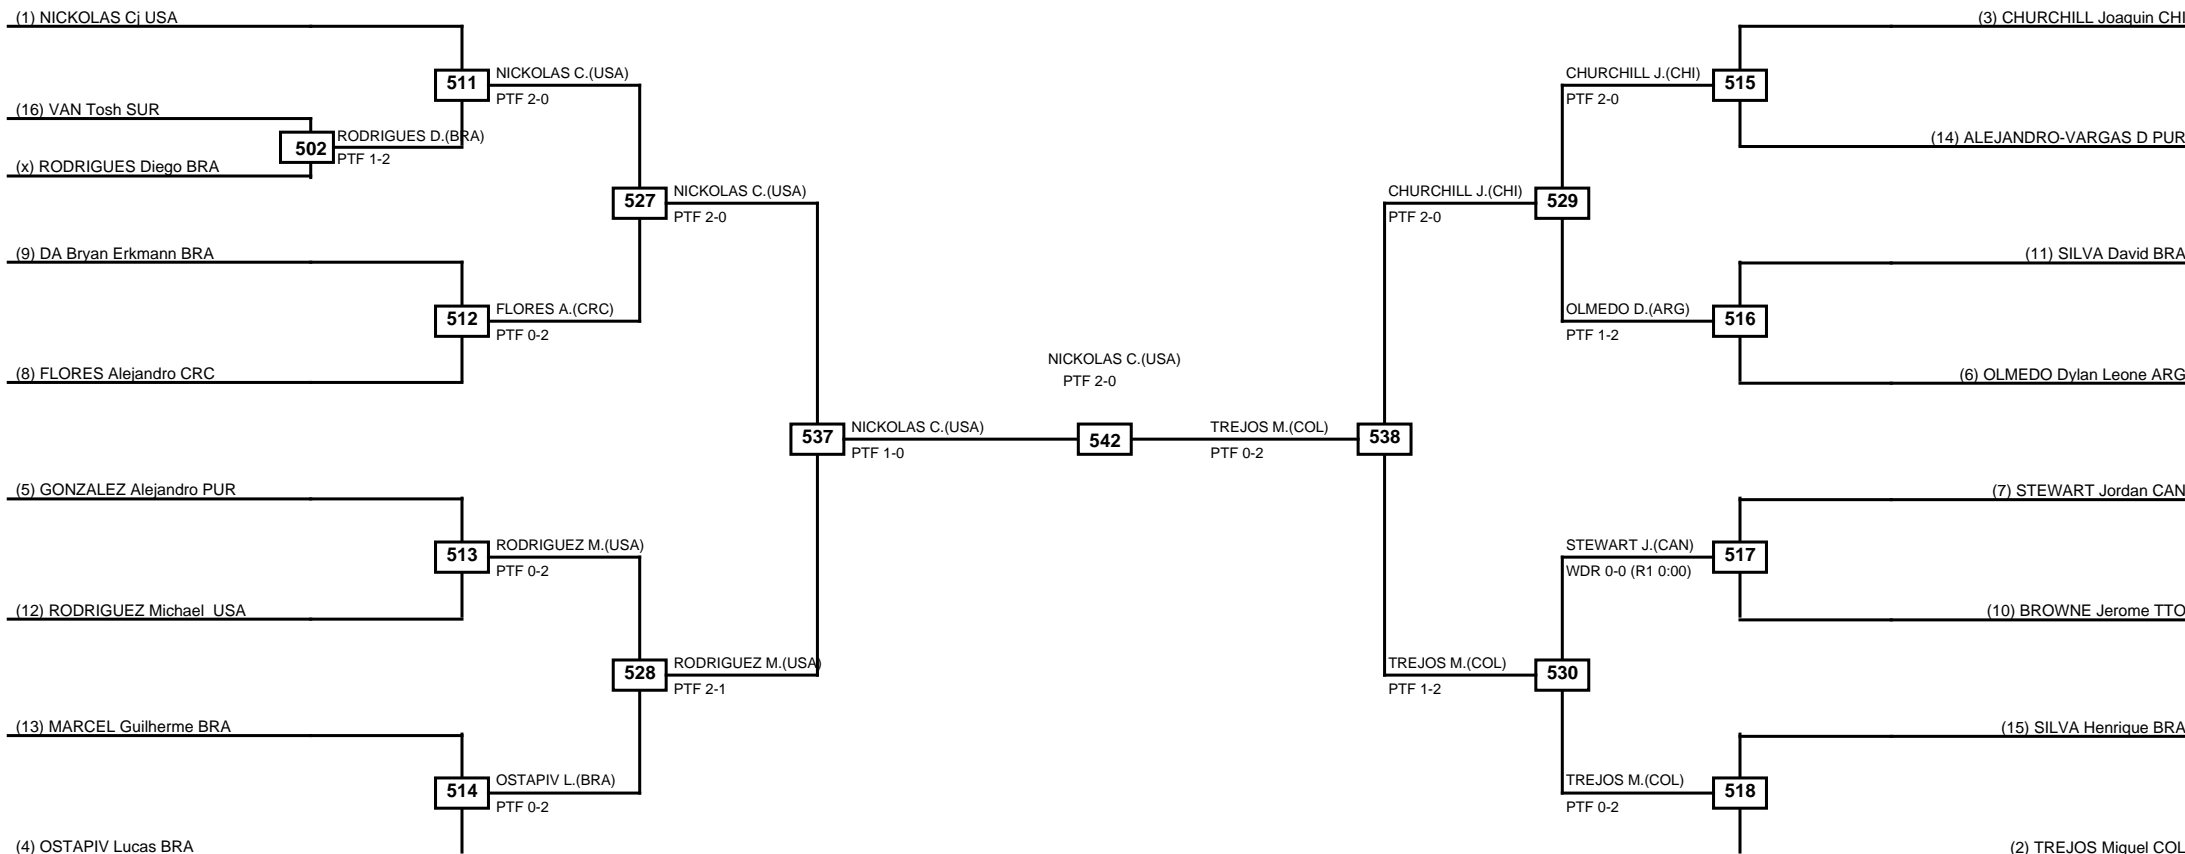 (1) NICKOLAS Cj USA
(16) VAN Tosh SUR
(x) RODRIGUES Diego BRA
(9) DA Bryan Erkmann BRA
(8) FLORES Alejandro CRC
(5) GONZALEZ Alejandro PUR
(12) RODRIGUEZ Michael  USA
(13) MARCEL Guilherme BRA
(4) OSTAPIV Lucas BRA
502
RODRIGUES D.(BRA)
PTF 1-2
511
NICKOLAS C.(USA)
PTF 2-0
512
FLORES A.(CRC)
PTF 0-2
513
RODRIGUEZ M.(USA)
PTF 0-2
514
OSTAPIV L.(BRA)
PTF 0-2
527
NICKOLAS C.(USA)
PTF 2-0
528
RODRIGUEZ M.(USA)
PTF 2-1
537
NICKOLAS C.(USA)
PTF 1-0
NICKOLAS C.(USA)
PTF 2-0
542
TREJOS M.(COL)
PTF 0-2
538
CHURCHILL J.(CHI)
PTF 2-0
529
TREJOS M.(COL)
PTF 1-2
530
CHURCHILL J.(CHI)
PTF 2-0
515
OLMEDO D.(ARG)
PTF 1-2
516
STEWART J.(CAN)
WDR 0-0 (R1 0:00)
517
TREJOS M.(COL)
PTF 0-2
518
(3) CHURCHILL Joaquin CHI
(14) ALEJANDRO-VARGAS D PUR
(11) SILVA David BRA
(6) OLMEDO Dylan Leone ARG
(7) STEWART Jordan CAN
(10) BROWNE Jerome TTO
(15) SILVA Henrique BRA
(2) TREJOS Miguel COL